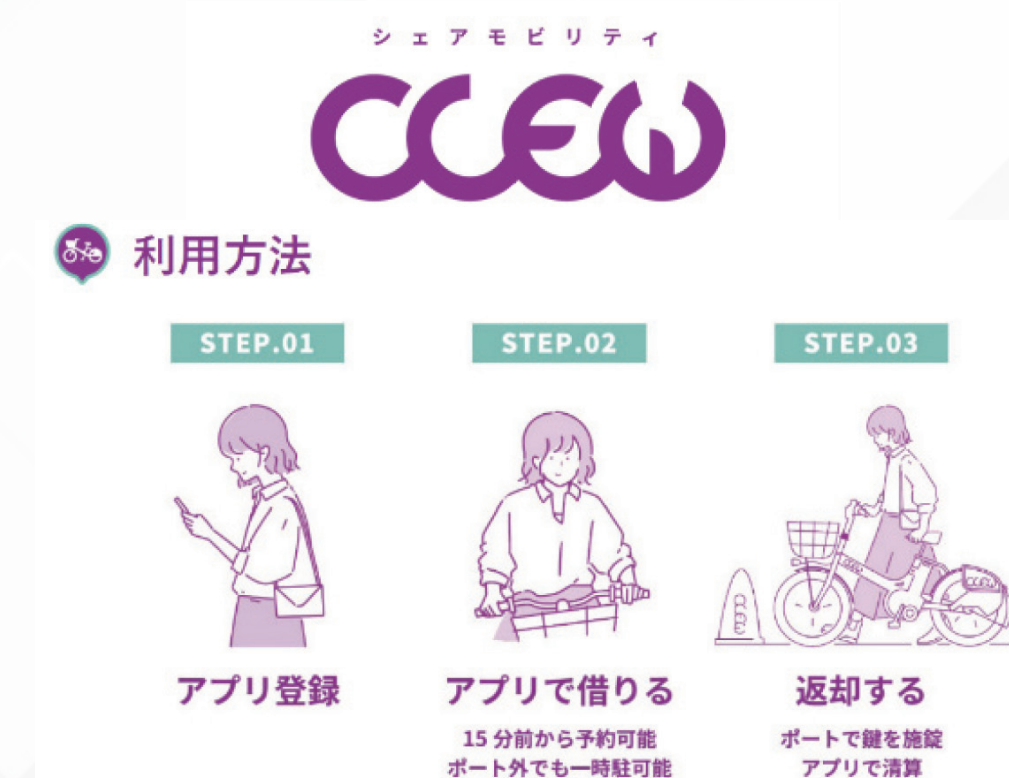 シェアモビリティ
CCEW
利用方法
STEP.01
STEP.02
STEP.03
アプリ登録
アプリで借りる
返却する
15分前から予約可能
ポート外でも一時駐可能
ポートで鍵を施錠
アプリで清算